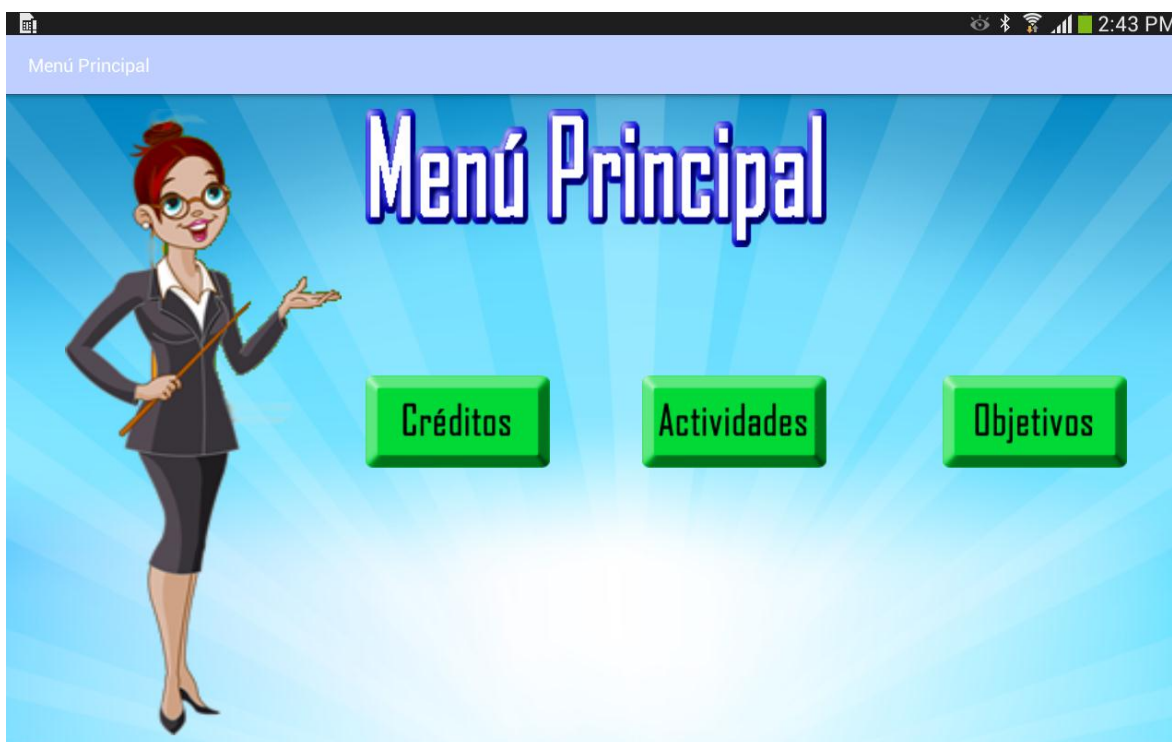 2:43 PM
Menú Principal
Menú Principal
Créditos
Actividades
Objetivos